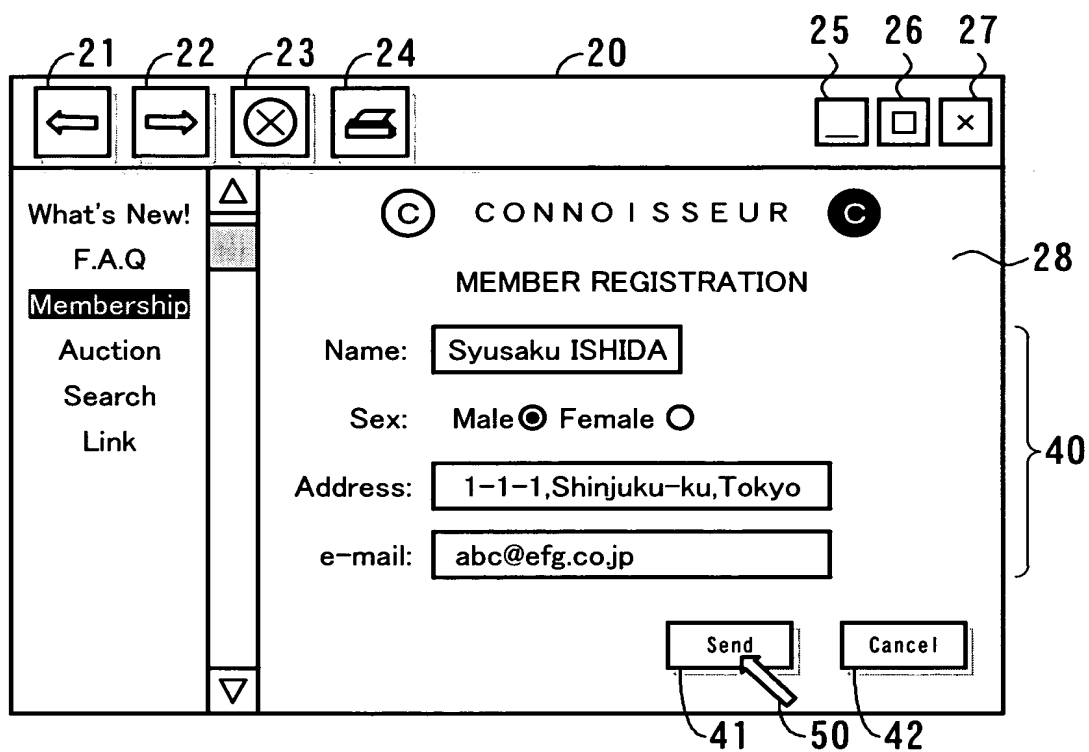 21 22 23 24 20 25 26 27
What's New!
F.A.Q
Membership
Auction
Search
Link
C CONNOISSEUR C
28
MEMBER REGISTRATION
Name: Syusaku ISHIDA
Sex: Male Female
Address: 1-1-1,Shinjuku-ku,Tokyo
e-mail: abc@efg.co.jp
40
Send Cancel
41 50 42